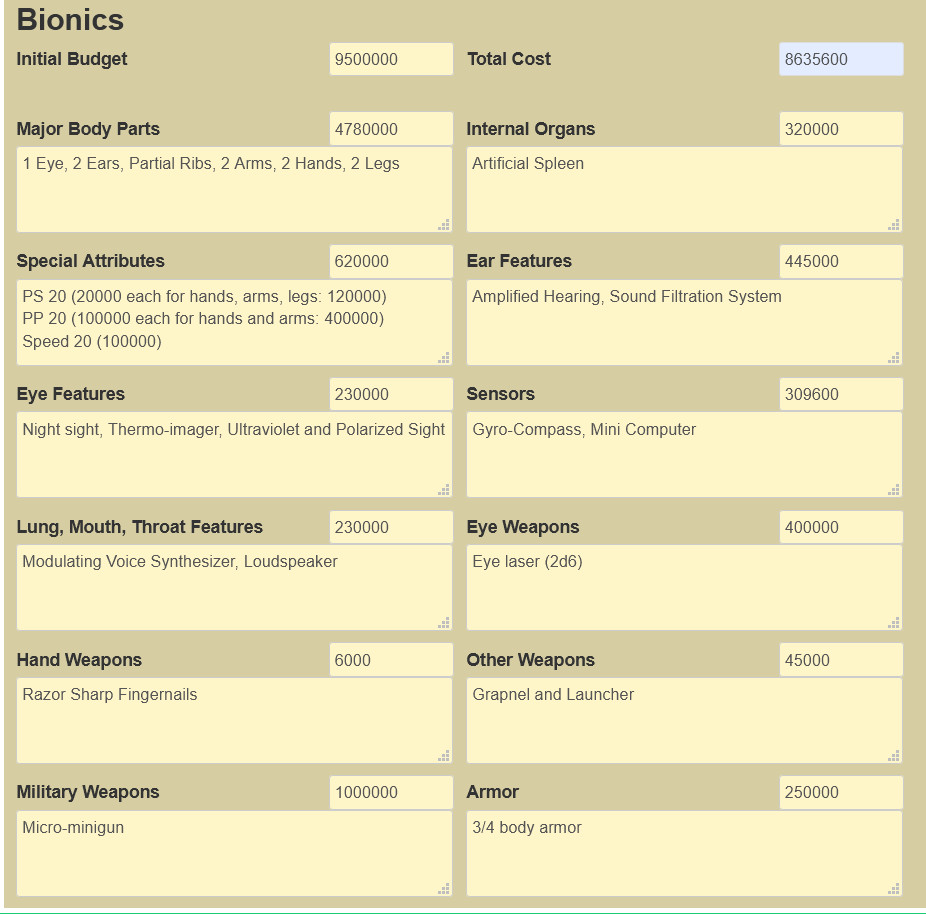 Bionics
Initial Budget 9500000 Total Cost 8635600
Major Body Parts 4780000 Internal Organs 320000
1 Eye, 2 Ears, Partial Ribs, 2 Arms, 2 Hands, 2 Legs Artificial Spleen
Special Attributes 620000 Ear Features 445000
PS 20 (20000 each for hands, arms, legs: 120000) Amplified Hearing, Sound Filtration System
PP 20 (100000 each for hands and arms: 400000)
Speed 20 (100000)
Eye Features 230000 Sensors 309600
Night sight, Thermo-imager, Ultraviolet and Polarized Sight Gyro-Compass, Mini Computer
Lung, Mouth, Throat Features 230000 Eye Weapons 400000
Modulating Voice Synthesizer, Loudspeaker Eye laser (2d6)
Hand Weapons 6000 Other Weapons 45000
Razor Sharp Fingernails Grapnel and Launcher
Military Weapons 1000000 Armor 250000
Micro-minigun 3/4 body armor